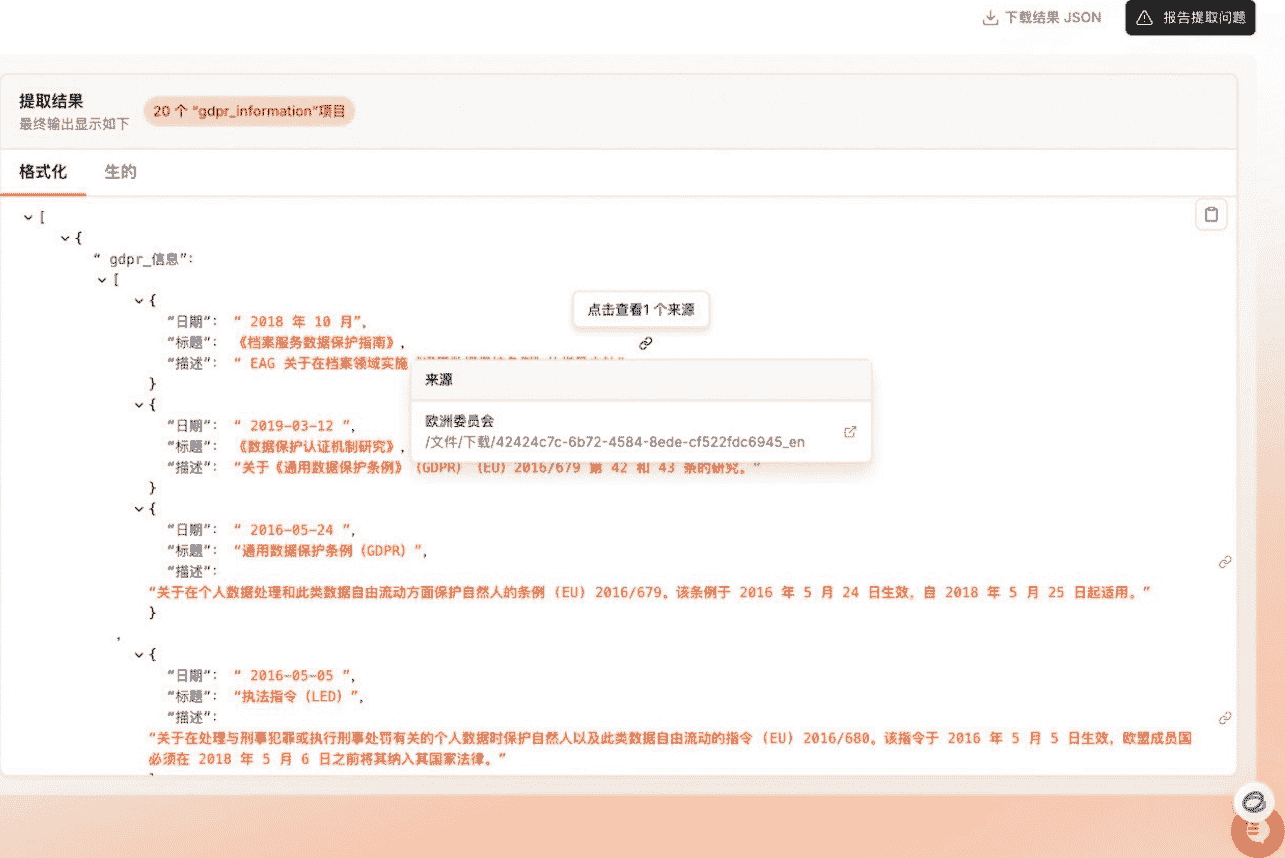 下载结果 JSON
报告提取问题
提取结果
最终输出显示如下
20 个 "gdpr_information"项目
格式化
生的
[
{
“ gdpr_信息”:
[
{
“日期”: “ 2018 年 10 月”,
“标题”: 《档案服务数据保护指南》,
“描述”: “ EAG 关于在档案领域实施
}
点击查看1 个来源
来源
欧洲委员会
/文件/下载/42424c7c-6b72-4584-8ede-cf522fdc6945_en
{
“日期”: “ 2019-03-12 ”,
“标题”: 《数据保护认证机制研究》,
“描述”: “关于《通用数据保护条例》 (GDPR) (EU) 2016/679 第 42 和 43 条的研究。”
}
{
“日期”: “ 2016-05-24 ”,
“标题”: “通用数据保护条例（GDPR）”,
“描述”:
“关于在个人数据处理和此类数据自由流动方面保护自然人的条例 (EU) 2016/679。该条例于 2016 年 5 月 24 日生效，自 2018 年 5 月 25 日起适用。”
}
,
{
“日期”: “ 2016-05-05 ”,
“标题”: “执法指令（LED）”,
“描述”:
“关于在处理与刑事犯罪或执行刑事处罚有关的个人数据时保护自然人以及此类数据自由流动的指令 (EU) 2016/680。该指令于 2016 年 5 月 5 日生效，欧盟成员国
必须在 2018 年 5 月 6 日之前将其纳入其国家法律。”